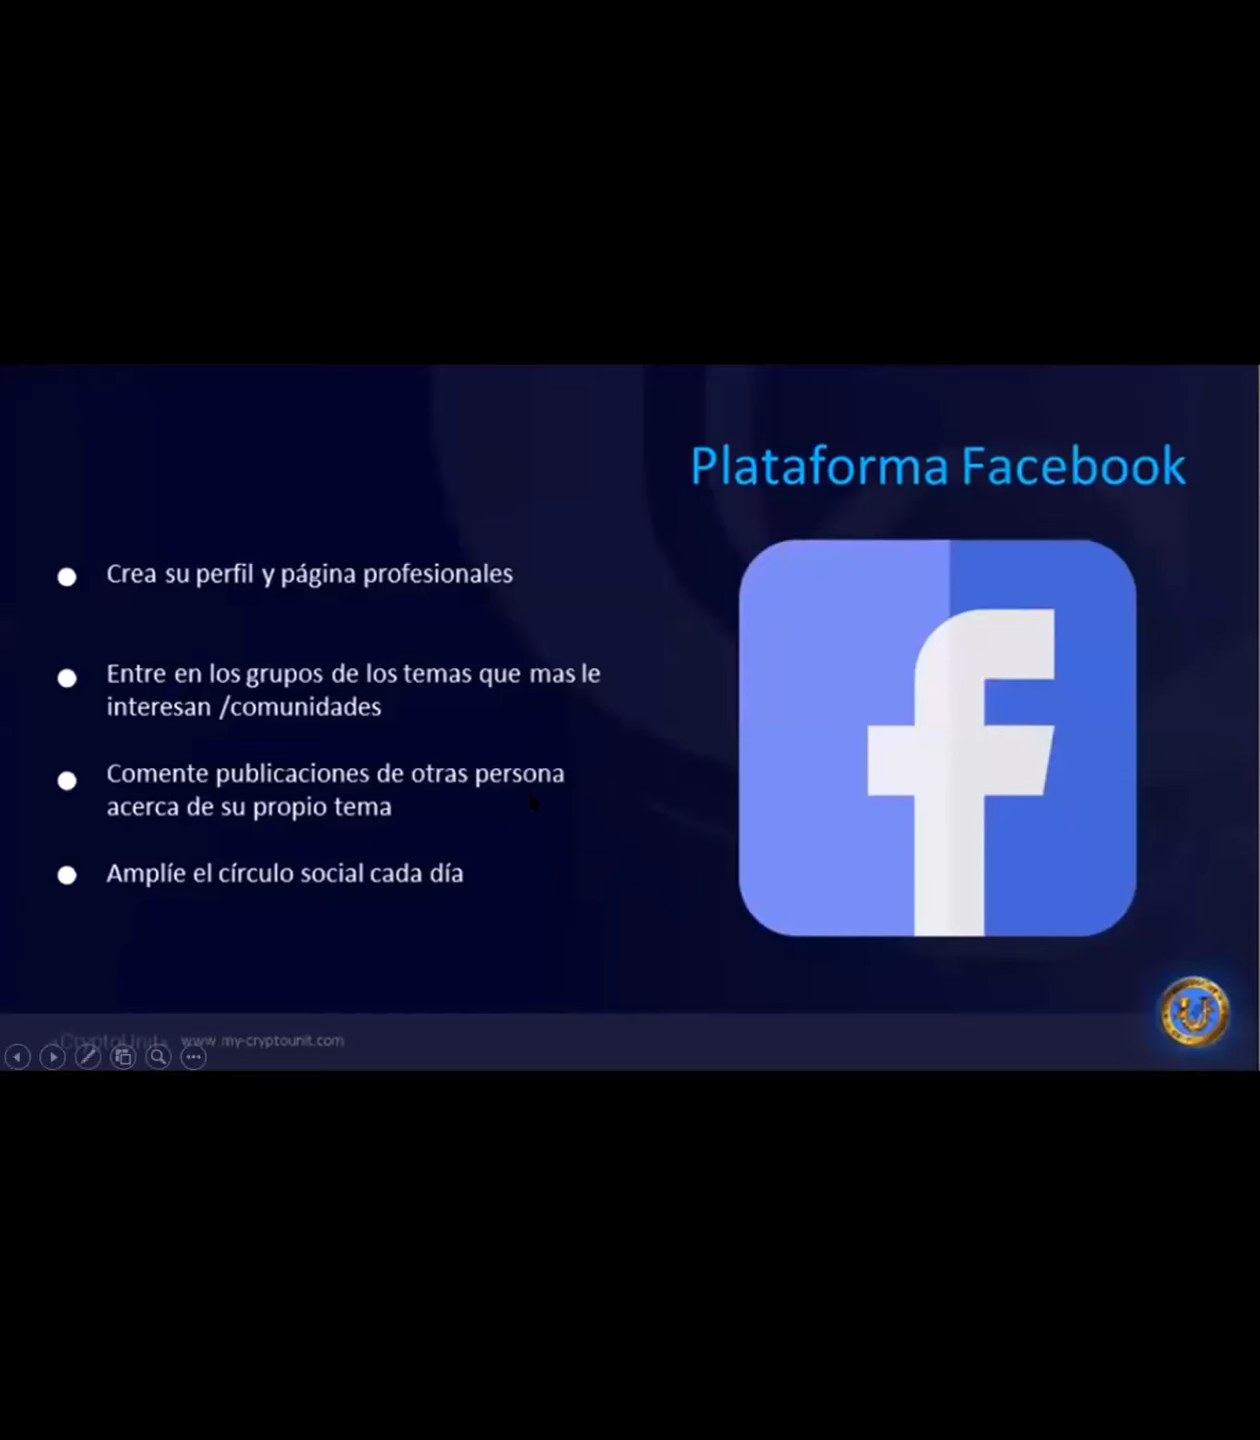 Plataforma Facebook
Crea su perfil y página profesionales
Entre en los grupos de los temas que mas le
interesan /comunidades
Comente publicaciones de otras persona
acerca de su propio tema
Amplíe el círculo social cada día
CryptoUnit www.my-cryptounit.com